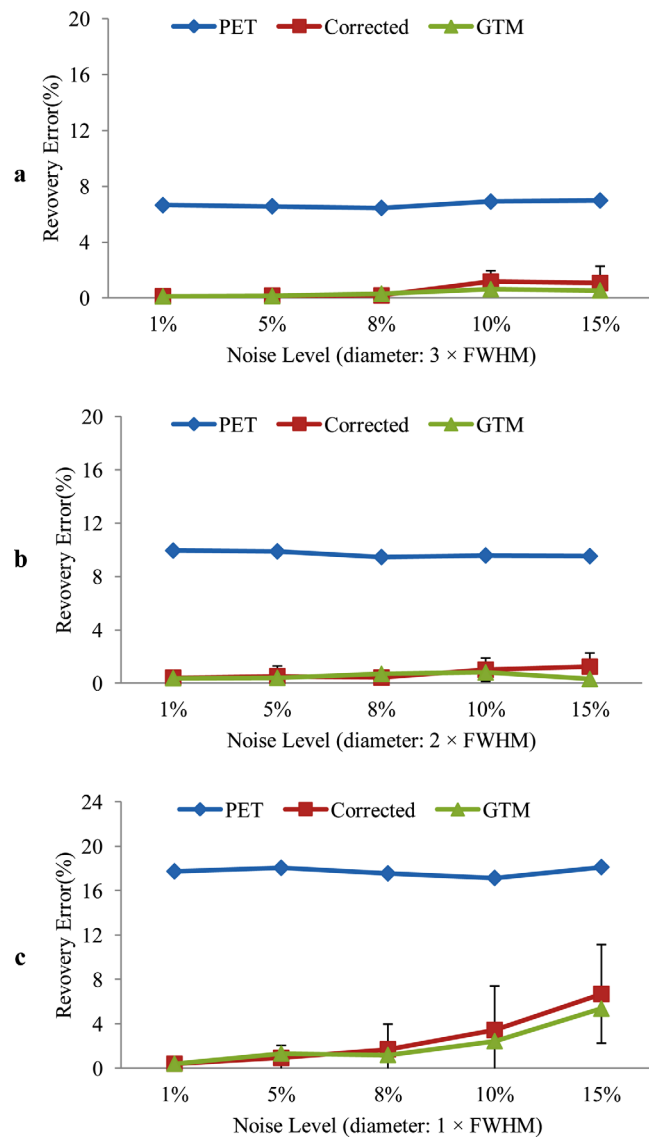 20
PET Corrected GTM
16
12
8
4
0
Revovery Error(%)
a
1% 5% 8% 10% 15%
Noise Level (diameter: 3 × FWHM)
20
PET Corrected GTM
16
12
8
4
0
Revovery Error(%)
b
1% 5% 8% 10% 15%
Noise Level (diameter: 2 × FWHM)
24
PET Corrected GTM
20
16
12
8
4
0
Revovery Error(%)
c
1% 5% 8% 10% 15%
Noise Level (diameter: 1 × FWHM)